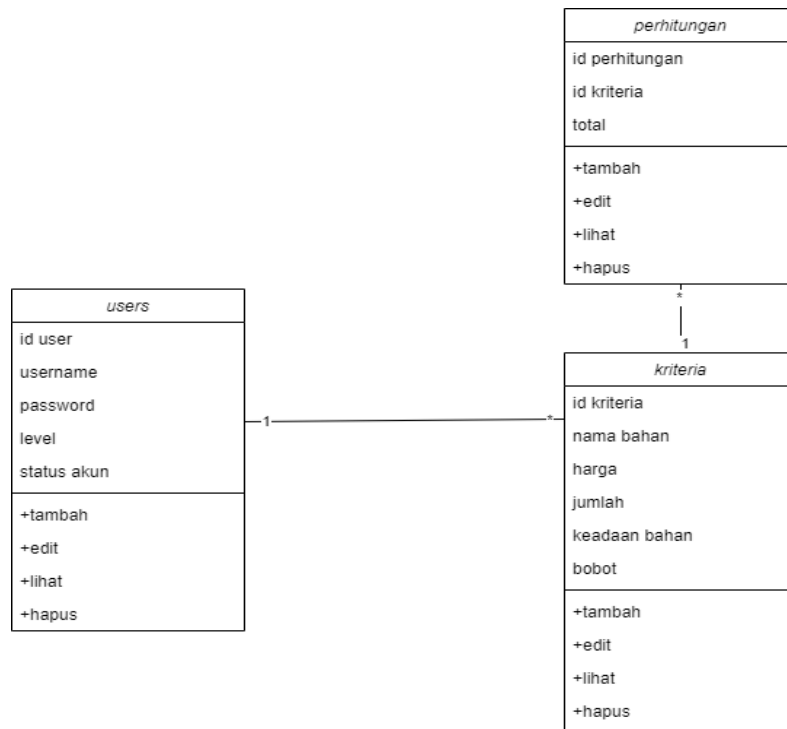 perhitungan
id perhitungan
id kriteria
total
+tambah
+edit
+lihat
+hapus
*
1
users
id user
username
password
level
status akun
+tambah
+edit
+lihat
+hapus
1
*
kriteria
id kriteria
nama bahan
harga
jumlah
keadaan bahan
bobot
+tambah
+edit
+lihat
+hapus